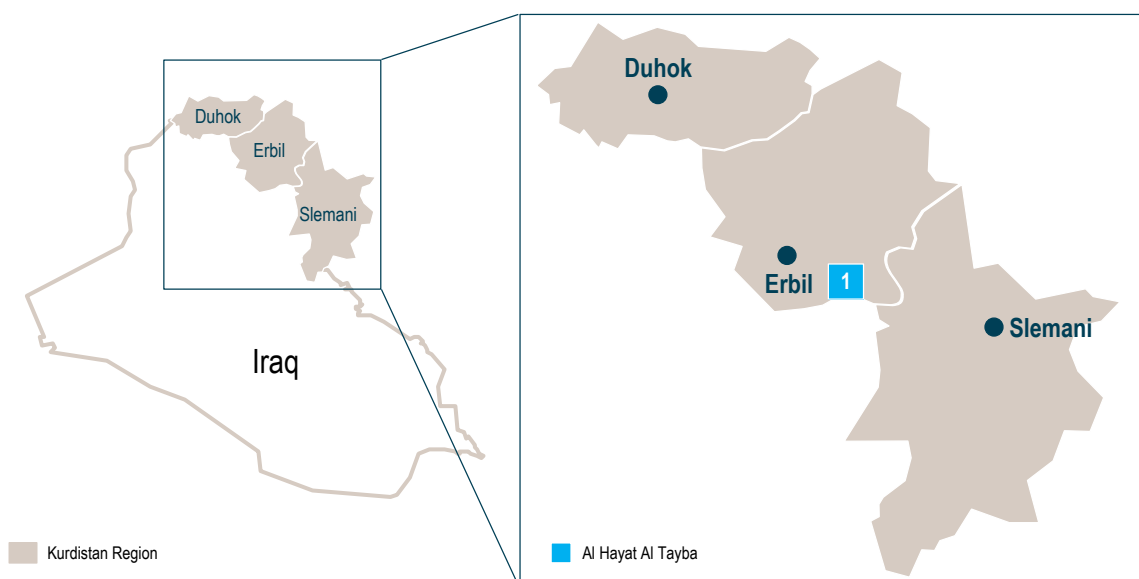 Duhok
Erbil
Slemani
Iraq
Kurdistan Region
Duhok
Erbil
1
Slemani
Al Hayat Al Tayba